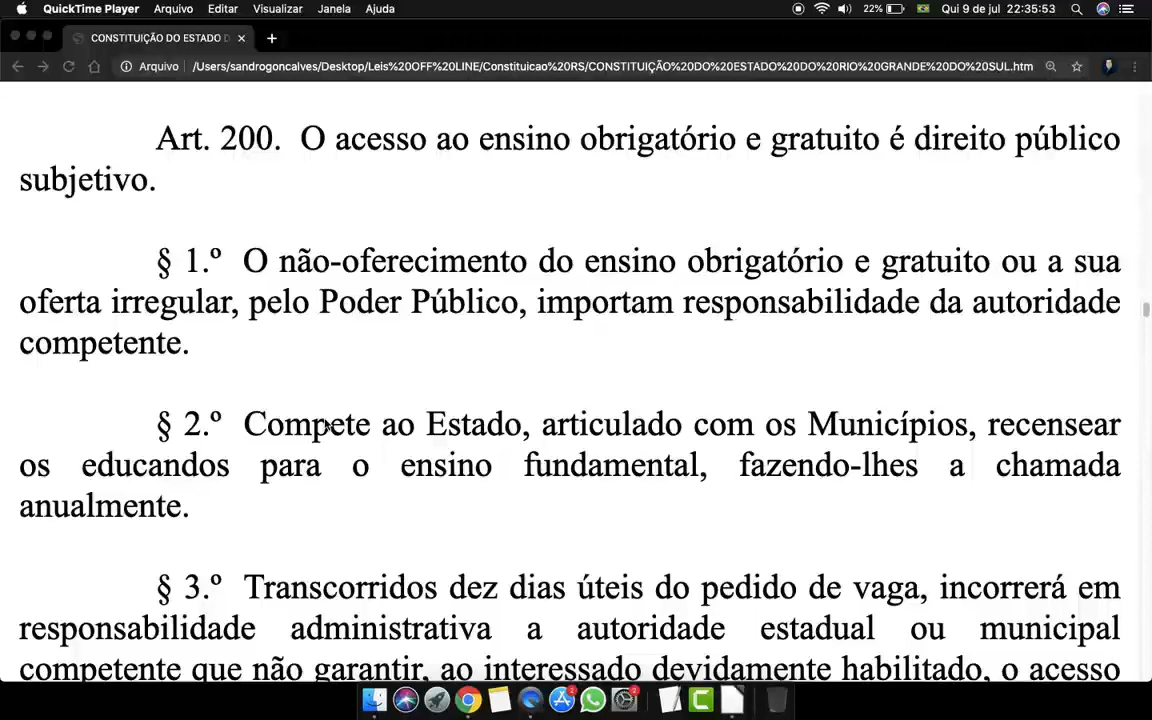 QuickTime Player Arquivo Editar Visualizar Janela Ajuda 22% Qui 9 de jul 22:35:53
CONSTITUIÇÃO DO ESTADO D
Arquivo /Users/sandrogoncalves/Desktop/Leis%20OFF%20LINE/Constituicao%20RS/CONSTITUIÇÃO%20DO%20ESTADO%20DO%20RIO%20GRANDE%20DO%20SUL.htm
Art. 200. O acesso ao ensino obrigatório e gratuito é direito público
subjetivo.
§ 1.º O não-oferecimento do ensino obrigatório e gratuito ou a sua
oferta irregular, pelo Poder Público, importam responsabilidade da autoridade
competente.
§ 2.º Compete ao Estado, articulado com os Municípios, recensear
os educandos para o ensino fundamental, fazendo-lhes a chamada
anualmente.
§ 3.º Transcorridos dez dias úteis do pedido de vaga, incorrerá em
responsabilidade administrativa a autoridade estadual ou municipal
competente que não garantir, ao interessado devidamente habilitado, o acesso